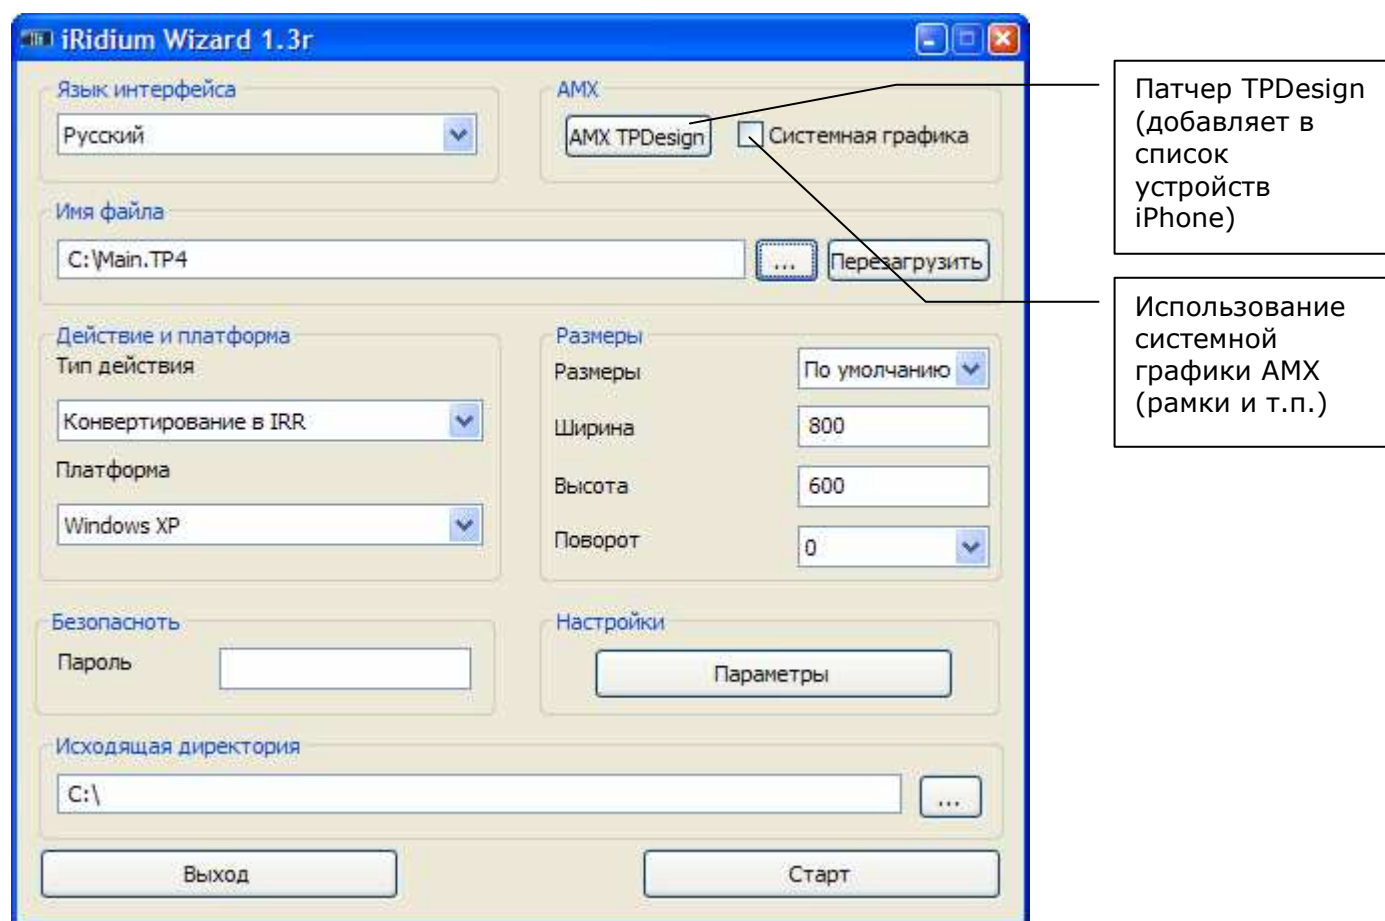 iRidium Wizard 1.3r
Язык интерфейса
Русский
AMX
AMX TPDesign
Системная графика
Имя файла
C:\Main.TP4
...
Перезагрузить
Действие и платформа
Тип действия
Конвертирование в IRR
Платформа
Windows XP
Размеры
Размеры
По умолчанию
Ширина
800
Высота
600
Поворот
0
Безопасноть
Пароль
Настройки
Параметры
Исходящая директория
C:\
...
Выход
Старт
Патчер TPDesign
(добавляет в
список
устройств
iPhone)
Использование
системной
графики AMX
(рамки и т.п.)